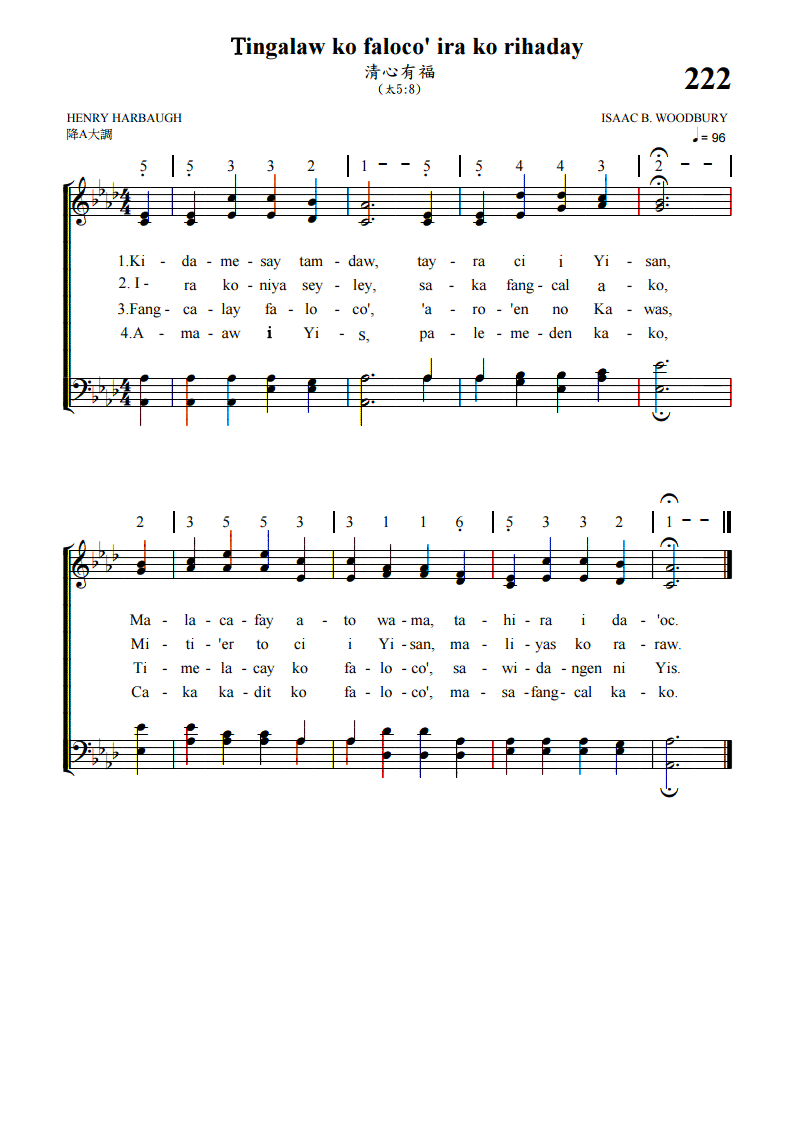 Tingalaw ko faloco' ira ko rihaday
清心有福
(太5:8)
222
HENRY HARBAUGH
ISAAC B. WOODBURY
降A大調
♩ = 96
5 | 5 3 3 2 | 1 - - 5 | 5 4 4 3 | 2 - - |
1.Ki - da - me - say tam - daw, tay - ra ci i Yi - san,
2. I - ra ko - niya sey - ley, sa - ka fang - cal a - ko,
3.Fang - ca - lay fa - lo - co', 'a - ro - 'en no Ka - was,
4.A - ma - aw i Yi - s, pa - le - me - den ka - ko,
2 | 3 5 5 3 | 3 1 1 6 | 5 3 3 2 | 1 - - ||
Ma - la - ca - fay a - to wa - ma, ta - hi - ra i da - 'oc.
Mi - ti - 'er to ci i Yi - san, ma - li - yas ko ra - raw.
Ti - me - la - cay ko fa - lo - co', sa - wi - da - ngen ni Yis.
Ca - ka ka - dit ko fa - lo - co', ma - sa - fang - cal ka - ko.